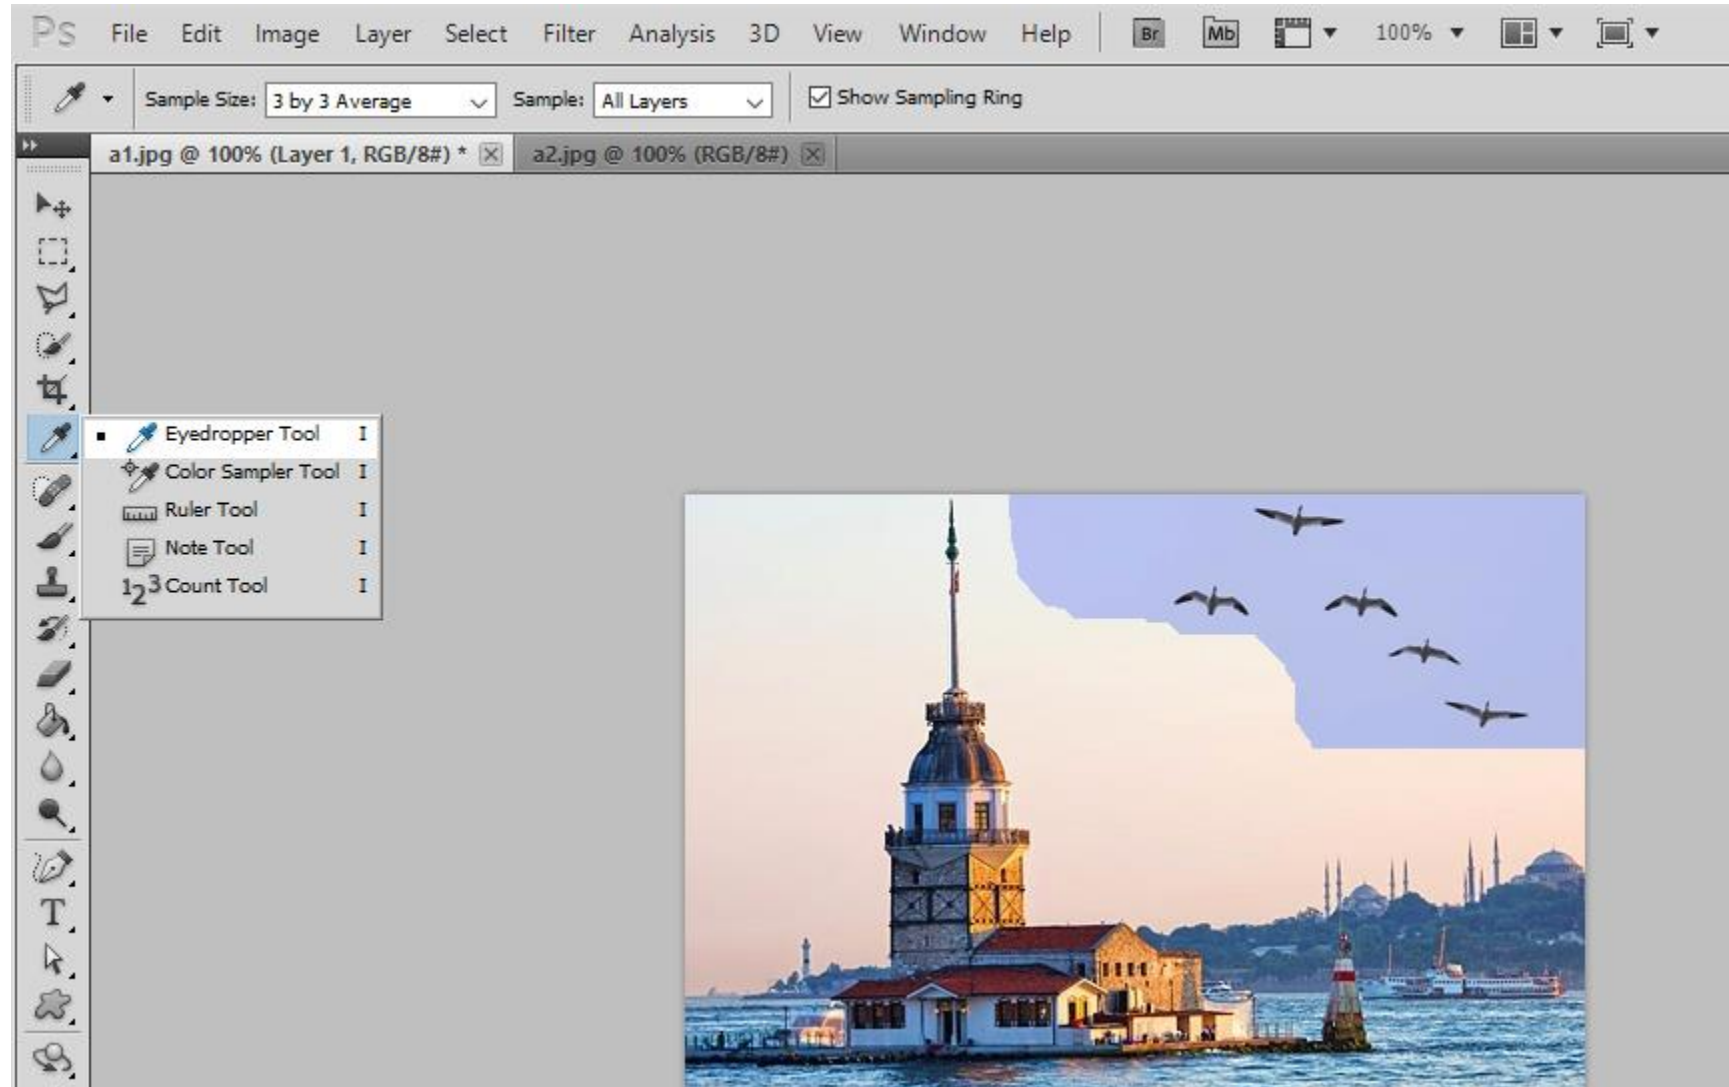 Ps File Edit Image Layer Select Filter Analysis 3D View Window Help Br Mb 100%
Sample Size: 3 by 3 Average Sample: All Layers Show Sampling Ring
a1.jpg @ 100% (Layer 1, RGB/8#) * a2.jpg @ 100% (RGB/8#)
Eyedropper Tool I
Color Sampler Tool I
Ruler Tool I
Note Tool I
123 Count Tool I
T